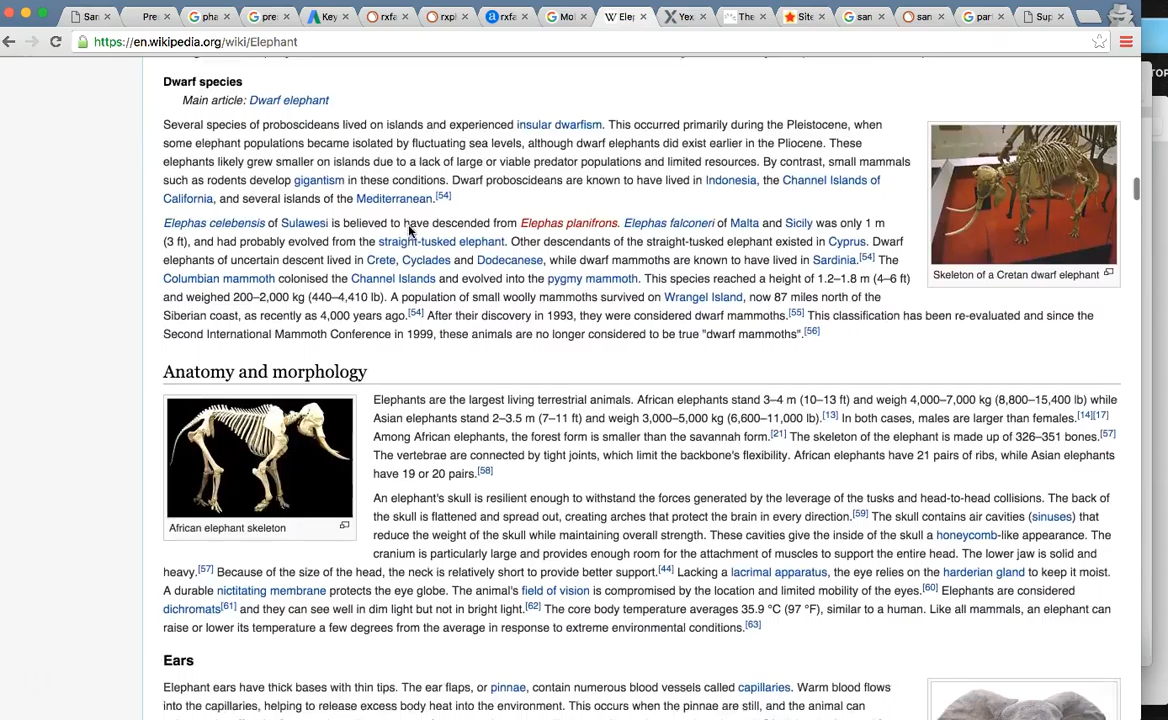 San
Pre
pha
pre
Key
rxfa
rxpl
rxfa
Mo
Elep
Yex
The
Site
san
san
par
Sup
https://en.wikipedia.org/wiki/Elephant
TOP
Dwarf species
Main article: Dwarf elephant
Several species of proboscideans lived on islands and experienced insular dwarfism. This occurred primarily during the Pleistocene, when
some elephant populations became isolated by fluctuating sea levels, although dwarf elephants did exist earlier in the Pliocene. These
elephants likely grew smaller on islands due to a lack of large or viable predator populations and limited resources. By contrast, small mammals
such as rodents develop gigantism in these conditions. Dwarf proboscideans are known to have lived in Indonesia, the Channel Islands of
California, and several islands of the Mediterranean.[54]
Elephas celebensis of Sulawesi is believed to have descended from Elephas planifrons. Elephas falconeri of Malta and Sicily was only 1 m
(3 ft), and had probably evolved from the straight-tusked elephant. Other descendants of the straight-tusked elephant existed in Cyprus. Dwarf
elephants of uncertain descent lived in Crete, Cyclades and Dodecanese, while dwarf mammoths are known to have lived in Sardinia.[54] The
Columbian mammoth colonised the Channel Islands and evolved into the pygmy mammoth. This species reached a height of 1.2–1.8 m (4–6 ft)
and weighed 200–2,000 kg (440–4,410 lb). A population of small woolly mammoths survived on Wrangel Island, now 87 miles north of the
Siberian coast, as recently as 4,000 years ago.[54] After their discovery in 1993, they were considered dwarf mammoths.[55] This classification has been re-evaluated and since the
Second International Mammoth Conference in 1999, these animals are no longer considered to be true "dwarf mammoths".[56]
Skeleton of a Cretan dwarf elephant
Anatomy and morphology
African elephant skeleton
Elephants are the largest living terrestrial animals. African elephants stand 3–4 m (10–13 ft) and weigh 4,000–7,000 kg (8,800–15,400 lb) while
Asian elephants stand 2–3.5 m (7–11 ft) and weigh 3,000–5,000 kg (6,600–11,000 lb).[13] In both cases, males are larger than females.[14][17]
Among African elephants, the forest form is smaller than the savannah form.[21] The skeleton of the elephant is made up of 326–351 bones.[57]
The vertebrae are connected by tight joints, which limit the backbone's flexibility. African elephants have 21 pairs of ribs, while Asian elephants
have 19 or 20 pairs.[58]
An elephant's skull is resilient enough to withstand the forces generated by the leverage of the tusks and head-to-head collisions. The back of
the skull is flattened and spread out, creating arches that protect the brain in every direction.[59] The skull contains air cavities (sinuses) that
reduce the weight of the skull while maintaining overall strength. These cavities give the inside of the skull a honeycomb-like appearance. The
cranium is particularly large and provides enough room for the attachment of muscles to support the entire head. The lower jaw is solid and
heavy.[57] Because of the size of the head, the neck is relatively short to provide better support.[44] Lacking a lacrimal apparatus, the eye relies on the harderian gland to keep it moist.
A durable nictitating membrane protects the eye globe. The animal's field of vision is compromised by the location and limited mobility of the eyes.[60] Elephants are considered
dichromats[61] and they can see well in dim light but not in bright light.[62] The core body temperature averages 35.9 °C (97 °F), similar to a human. Like all mammals, an elephant can
raise or lower its temperature a few degrees from the average in response to extreme environmental conditions.[63]
Ears
Elephant ears have thick bases with thin tips. The ear flaps, or pinnae, contain numerous blood vessels called capillaries. Warm blood flows
into the capillaries, helping to release excess body heat into the environment. This occurs when the pinnae are still, and the animal can